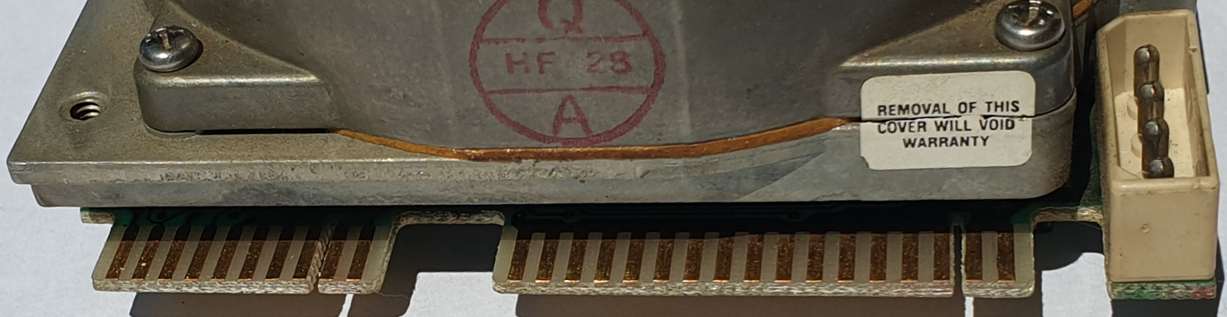 Q
HF 28
A
REMOVAL OF THIS
COVER WILL VOID
WARRANTY